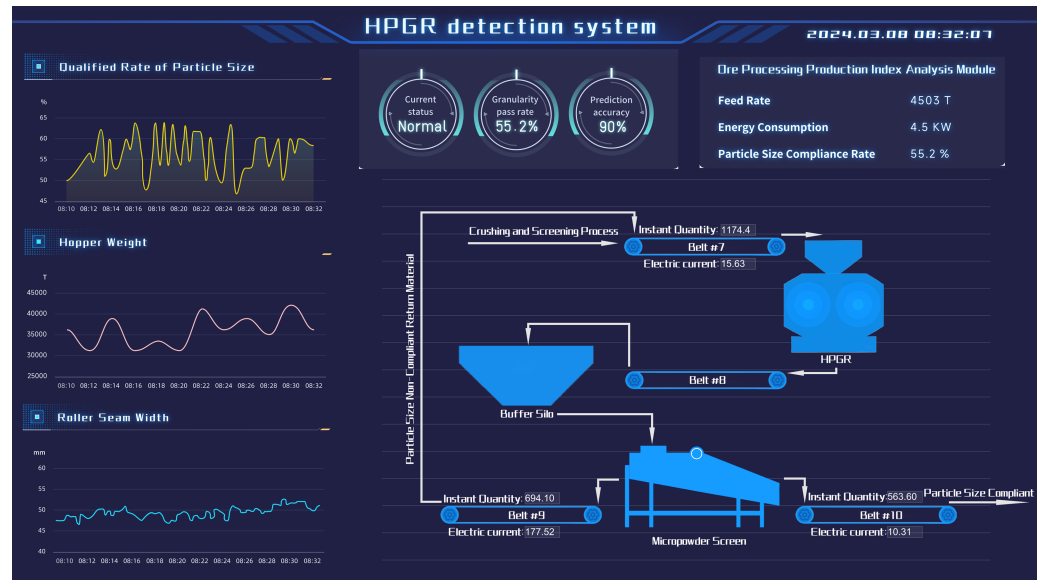 HPGR detection system
2024.03.08 08:32:07
Qualified Rate of Particle Size
%
65
60
55
50
45
08:10 08:12 08:14 08:16 08:18 08:20 08:22 08:24 08:26 08:28 08:30 08:32
Hopper Weight
T
45000
40000
35000
30000
25000
08:10 08:12 08:14 08:16 08:18 08:20 08:22 08:24 08:26 08:28 08:30 08:32
Roller Seam Width
mm
60
55
50
45
40
08:10 08:12 08:14 08:16 08:18 08:20 08:22 08:24 08:26 08:28 08:30 08:32
Current
status
Normal
Granularity
pass rate
55.2%
Prediction
accuracy
90%
Ore Processing Production Index Analysis Module
Feed Rate 4503 T
Energy Consumption 4.5 KW
Particle Size Compliance Rate 55.2 %
Crushing and Screening Process
Instant Quantity: 1174.4
Belt #7
Electric current: 15.63
HPGR
Belt #8
Buffer Silo
Particle Size Non-Compliant Return Material
Instant Quantity: 694.10
Belt #9
Electric current: 177.52
Micropowder Screen
Instant Quantity: 563.60
Belt #10
Electric current: 10.31
Particle Size Compliant